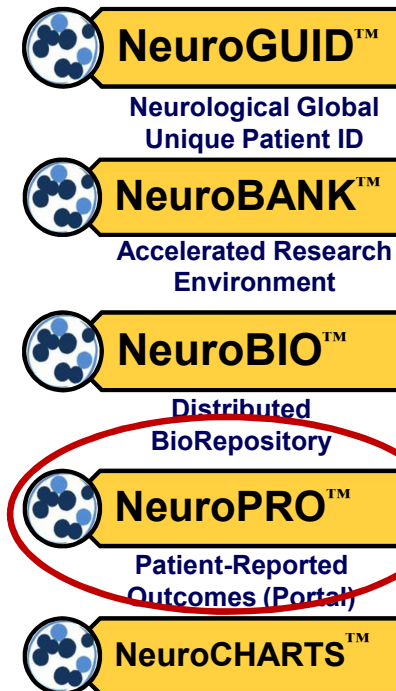 NeuroGUID™
Neurological Global
Unique Patient ID
NeuroBANK™
Accelerated Research
Environment
NeuroBIO™
Distributed
BioRepository
NeuroPRO™
Patient-Reported
Outcomes (Portal)
NeuroCHARTS™